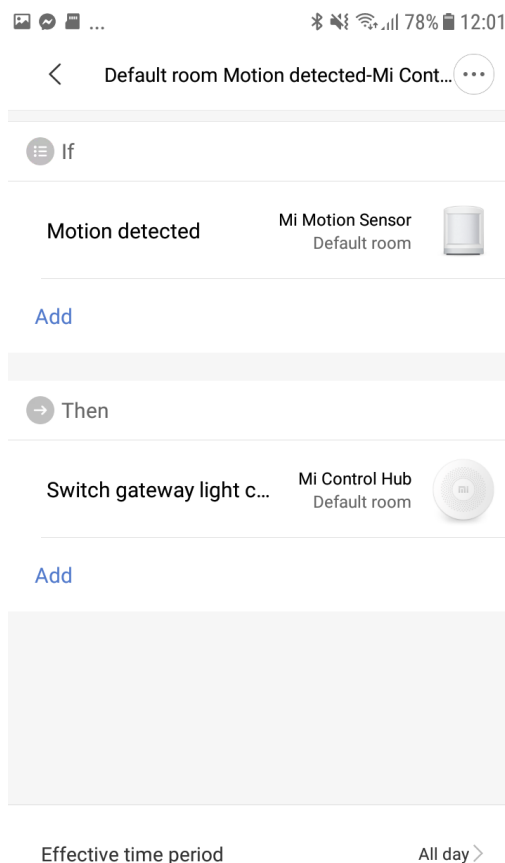 ... 78% 12:01
Default room Motion detected-Mi Cont...
If
Motion detected
Mi Motion Sensor
Default room
Add
Then
Switch gateway light c...
Mi Control Hub
Default room
mi
Add
Effective time period
All day